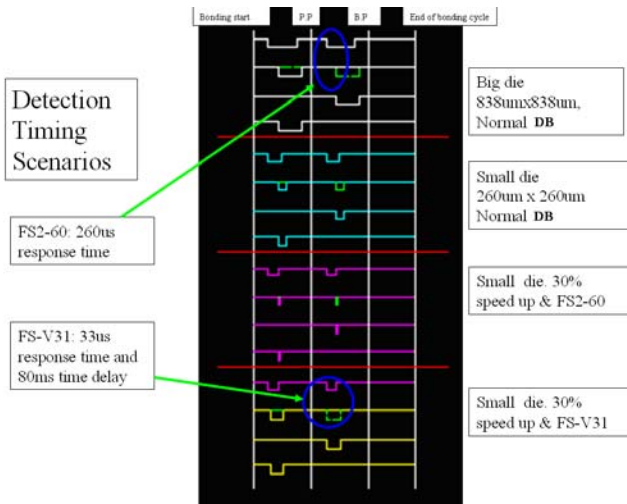 Bonding start
P.P
B.P
End of bonding cycle
Detection
Timing
Scenarios
Big die
838umx838um,
Normal DB
Small die
260um x 260um
Normal DB
FS2-60: 260us
response time
Small die. 30%
speed up & FS2-60
FS-V31: 33us
response time and
80ms time delay
Small die. 30%
speed up & FS-V31